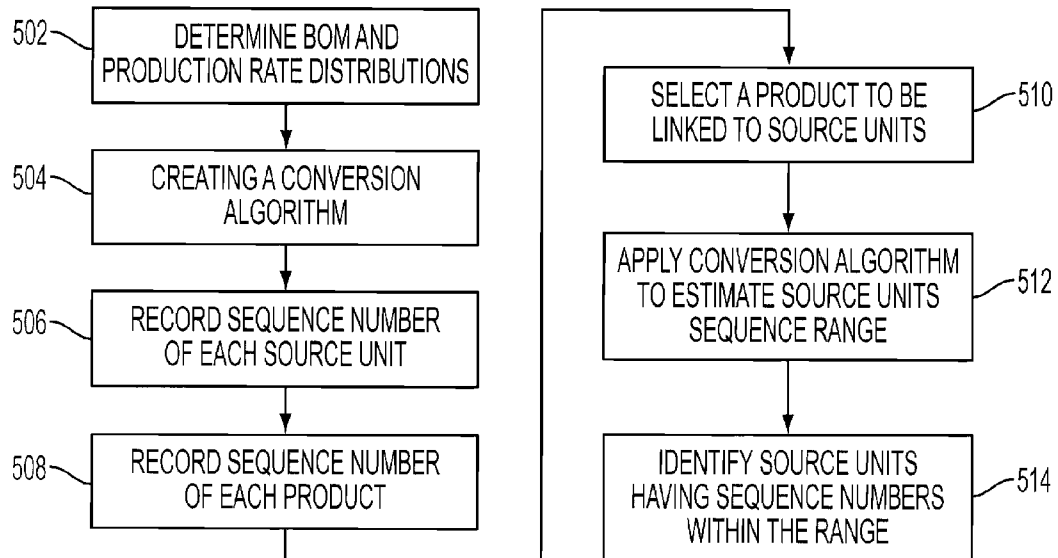 502
DETERMINE BOM AND
PRODUCTION RATE DISTRIBUTIONS
504
CREATING A CONVERSION
ALGORITHM
506
RECORD SEQUENCE NUMBER
OF EACH SOURCE UNIT
508
RECORD SEQUENCE NUMBER
OF EACH PRODUCT
SELECT A PRODUCT TO BE
LINKED TO SOURCE UNITS
510
APPLY CONVERSION ALGORITHM
TO ESTIMATE SOURCE UNITS
SEQUENCE RANGE
512
IDENTIFY SOURCE UNITS
HAVING SEQUENCE NUMBERS
WITHIN THE RANGE
514